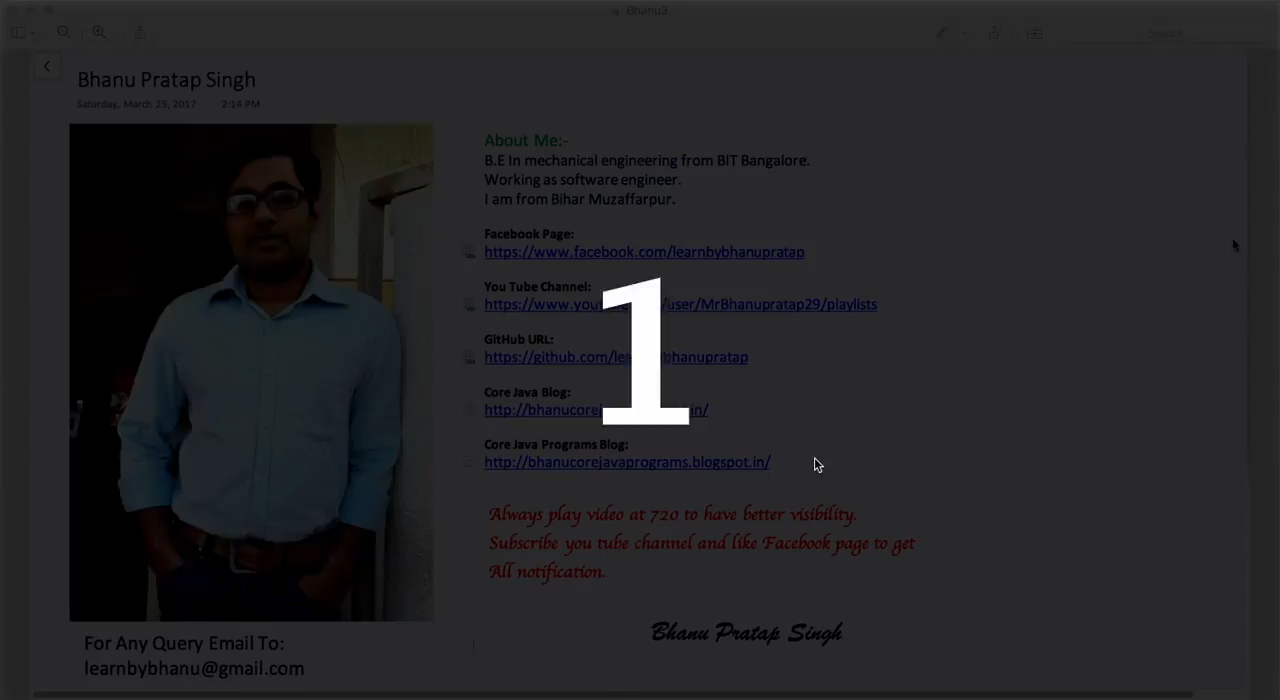 Bhanu3
Search
Bhanu Pratap Singh
Saturday, March 25, 2017 2:14 PM
About Me:-
B.E In mechanical engineering from BIT Bangalore.
Working as software engineer.
I am from Bihar Muzaffarpur.
Facebook Page:
https://www.facebook.com/learnbybhanupratap
You Tube Channel:
https://www.you /user/MrBhanupratap29/playlists
GitHub URL:
https://github.com/le bhanupratap
Core Java Blog:
http://bhanucorej in/
Core Java Programs Blog:
http://bhanucorejavaprograms.blogspot.in/
1
Always play video at 720 to have better visibility.
Subscribe you tube channel and like Facebook page to get
All notification.
Bhanu Pratap Singh
For Any Query Email To:
learnbybhanu@gmail.com